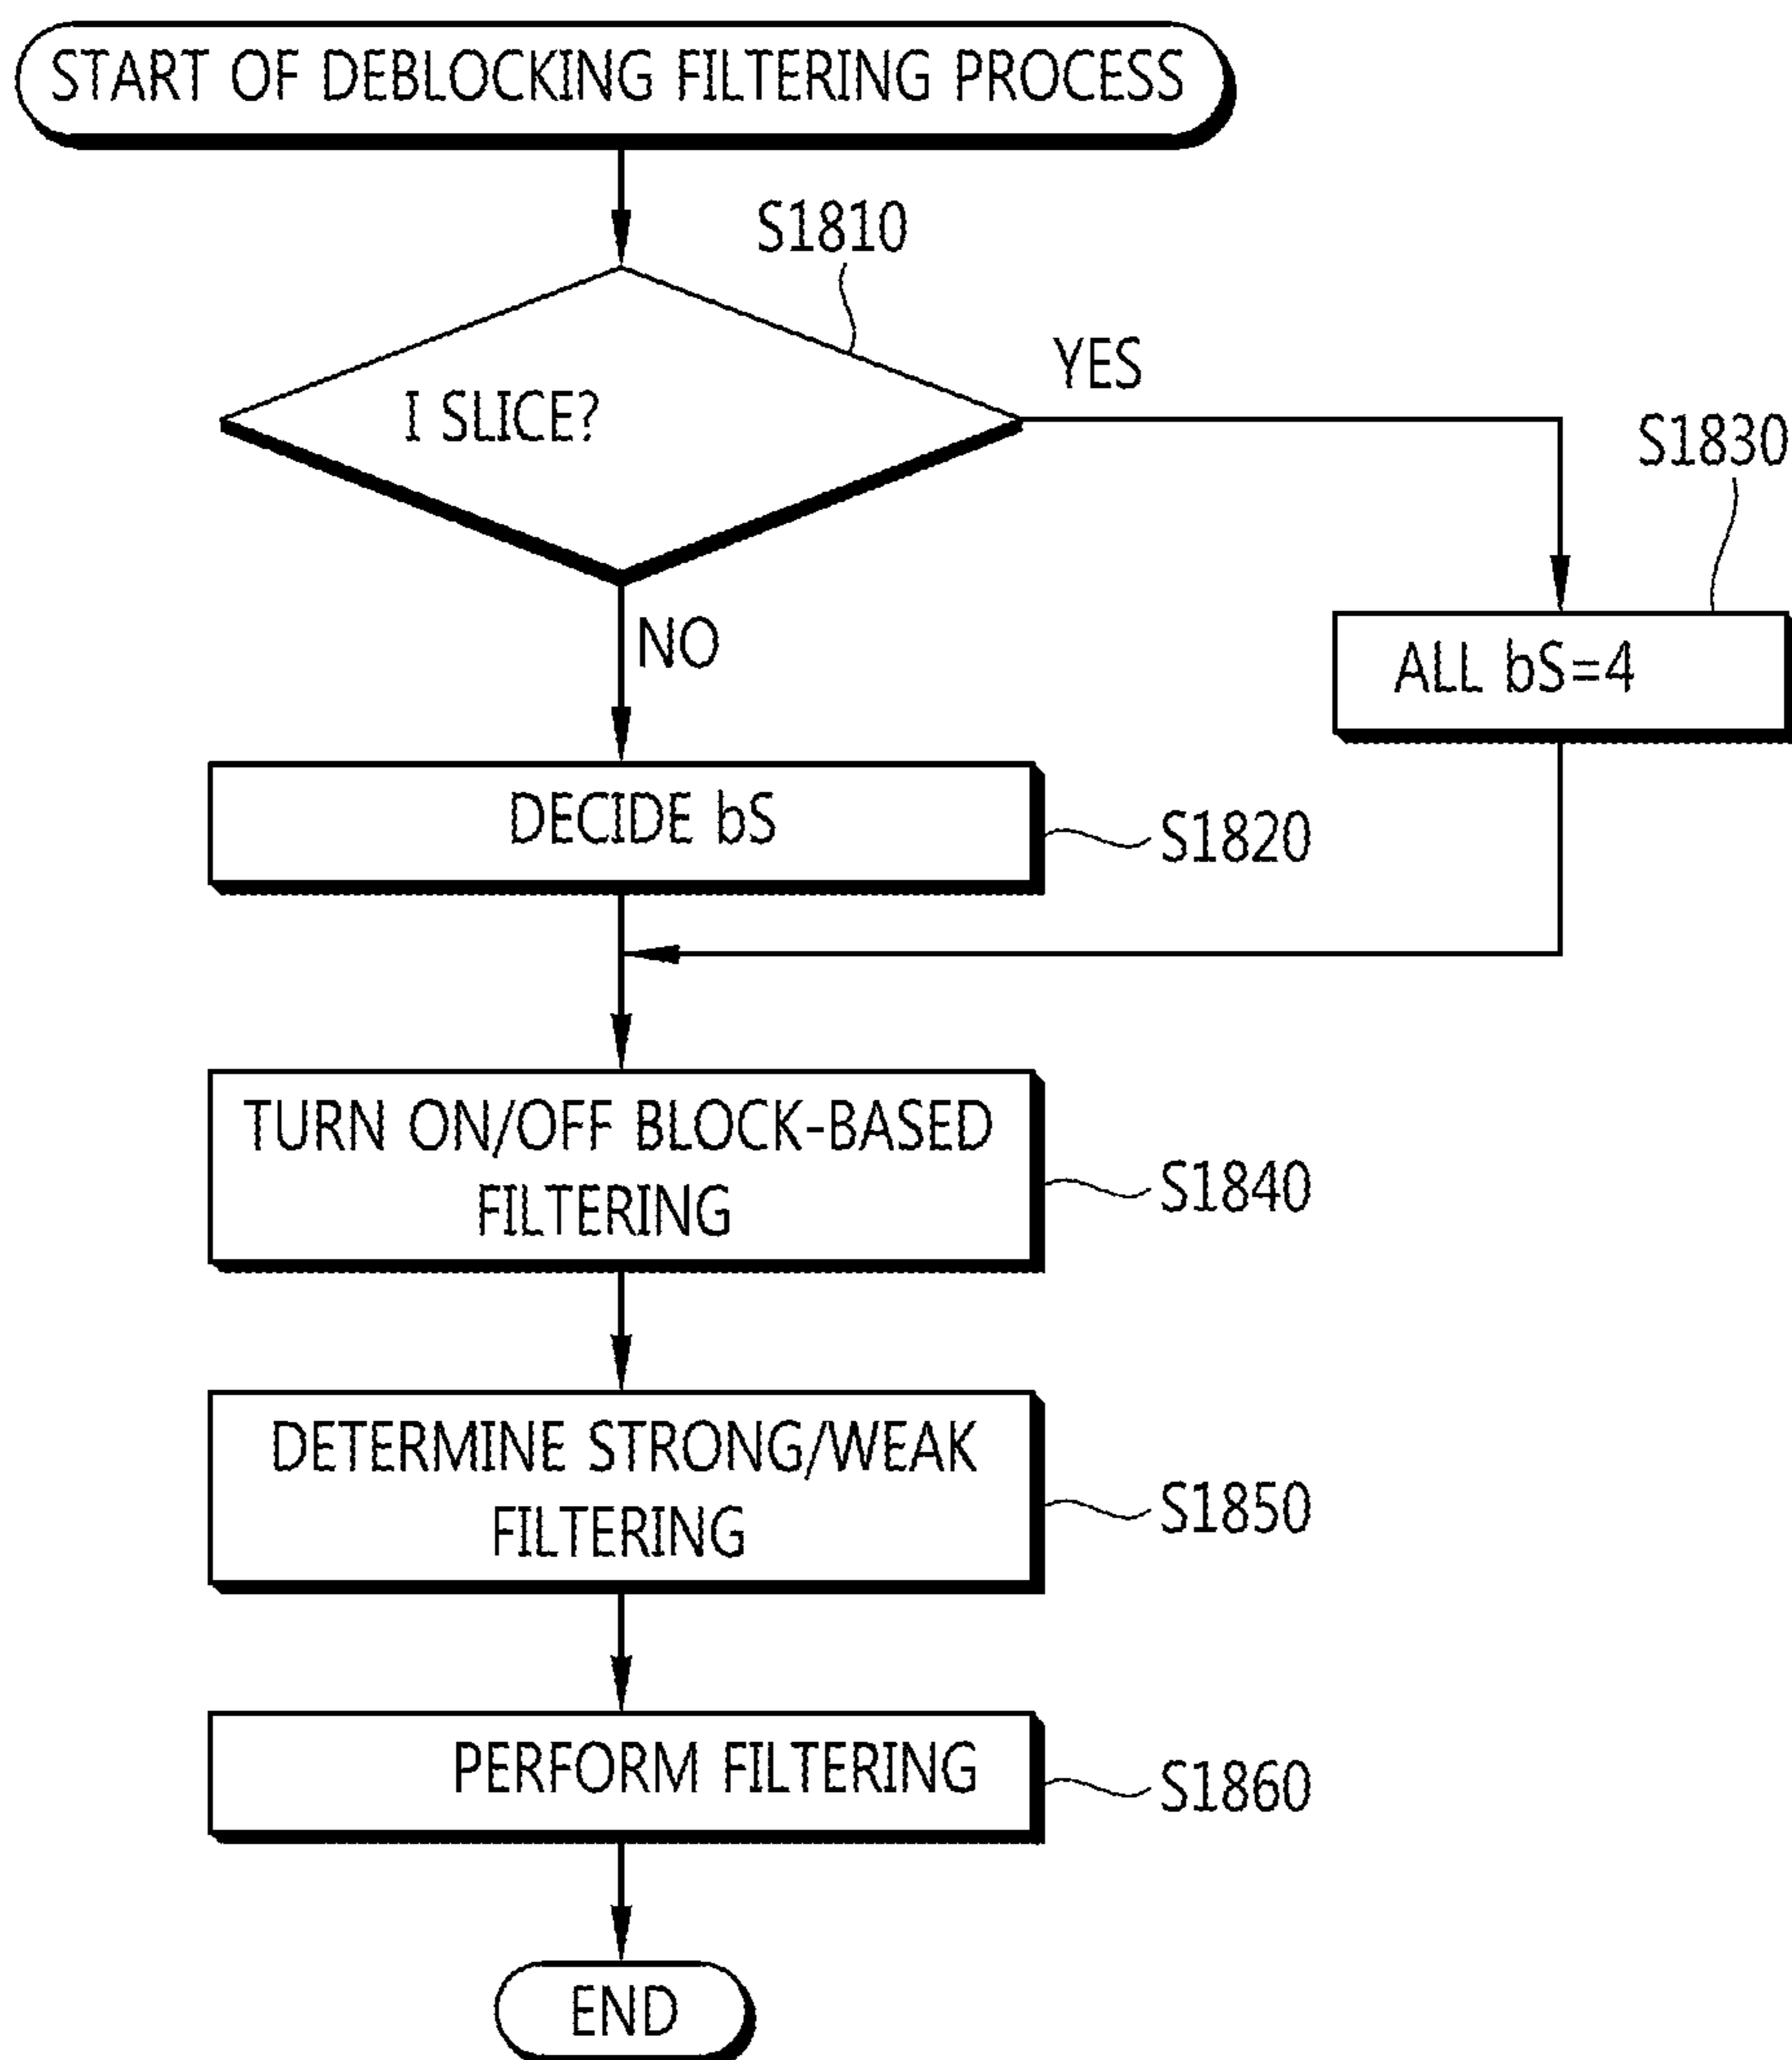 START OF DEBLOCKING FILTERING PROCESS
S1810
I SLICE?
YES
S1830
ALL bS=4
NO
DECIDE bS
S1820
TURN ON/OFF BLOCK-BASED
FILTERING
S1840
DETERMINE STRONG/WEAK
FILTERING
S1850
PERFORM FILTERING
S1860
END